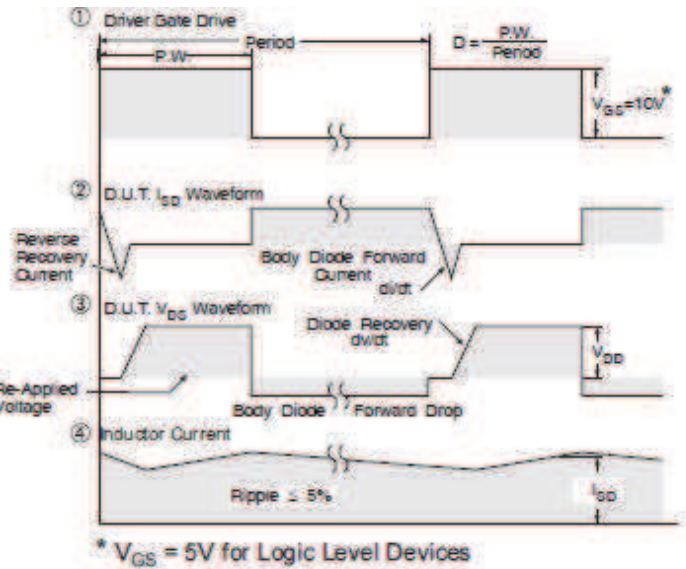 ① Driver Gate Drive
Period
P.W.
D = P.W. / Period
VGS=10V*
② D.U.T. ISD Waveform
Reverse
Recovery
Current
Body Diode Forward
Current
di/dt
③ D.U.T. VDS Waveform
Diode Recovery
dv/dt
VDD
Re-Applied
Voltage
Body Diode
Forward Drop
④ Inductor Current
Ripple ≤ 5%
ISD
* VGS = 5V for Logic Level Devices